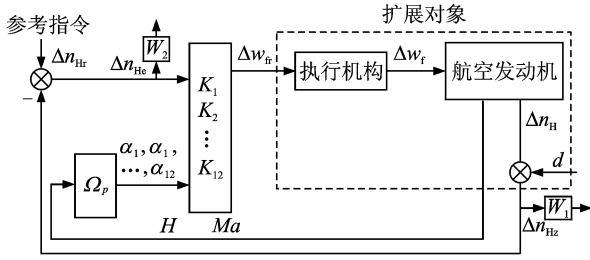 扩展对象
参考指令
Δn_Hr
Δn_He
W_2
Δw_fr
执行机构
Δw_f
航空发动机
K_1
K_2
⋮
K_12
Δn_H
d
−
α_1, α_1,
…, α_12
Ω_p
W_1
Δn_Hz
H
Ma